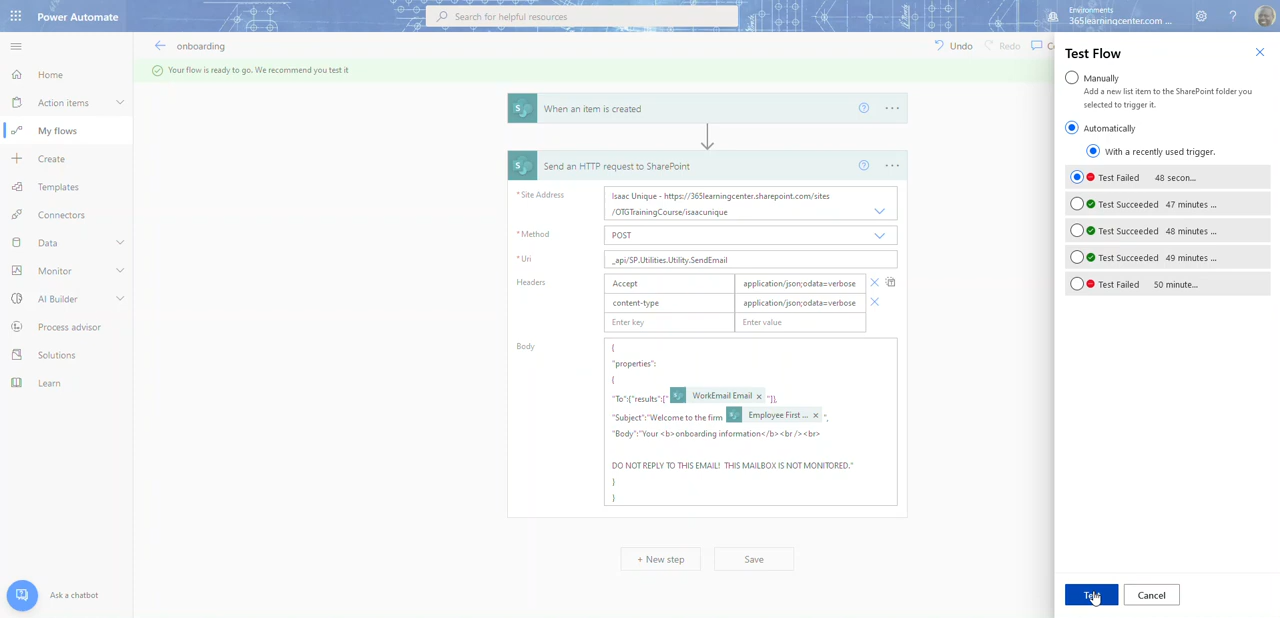 Power Automate
Search for helpful resources
Environments
365learningcenter.com ...
onboarding
Undo
Redo
Your flow is ready to go. We recommend you test it
Home
Action items
My flows
Create
Templates
Connectors
Data
Monitor
AI Builder
Process advisor
Solutions
Learn
Ask a chatbot
When an item is created
Send an HTTP request to SharePoint
* Site Address
Isaac Unique - https://365learningcenter.sharepoint.com/sites
/OTGTrainingCourse/isaacunique
* Method
POST
* Uri
_api/SP.Utilities.Utility.SendEmail
Headers
Accept
application/json;odata=verbose
content-type
application/json;odata=verbose
Enter key
Enter value
Body
{
"properties":
{
"To":{"results":[" WorkEmail Email × "]},
"Subject":"Welcome to the firm Employee First ... × ",
"Body":"Your <b>onboarding information</b><br /><br>
DO NOT REPLY TO THIS EMAIL! THIS MAILBOX IS NOT MONITORED."
}
}
+ New step
Save
Test Flow
Manually
Add a new list item to the SharePoint folder you
selected to trigger it.
Automatically
With a recently used trigger.
Test Failed 48 secon...
Test Succeeded 47 minutes ...
Test Succeeded 48 minutes ...
Test Succeeded 49 minutes ...
Test Failed 50 minute...
Cancel